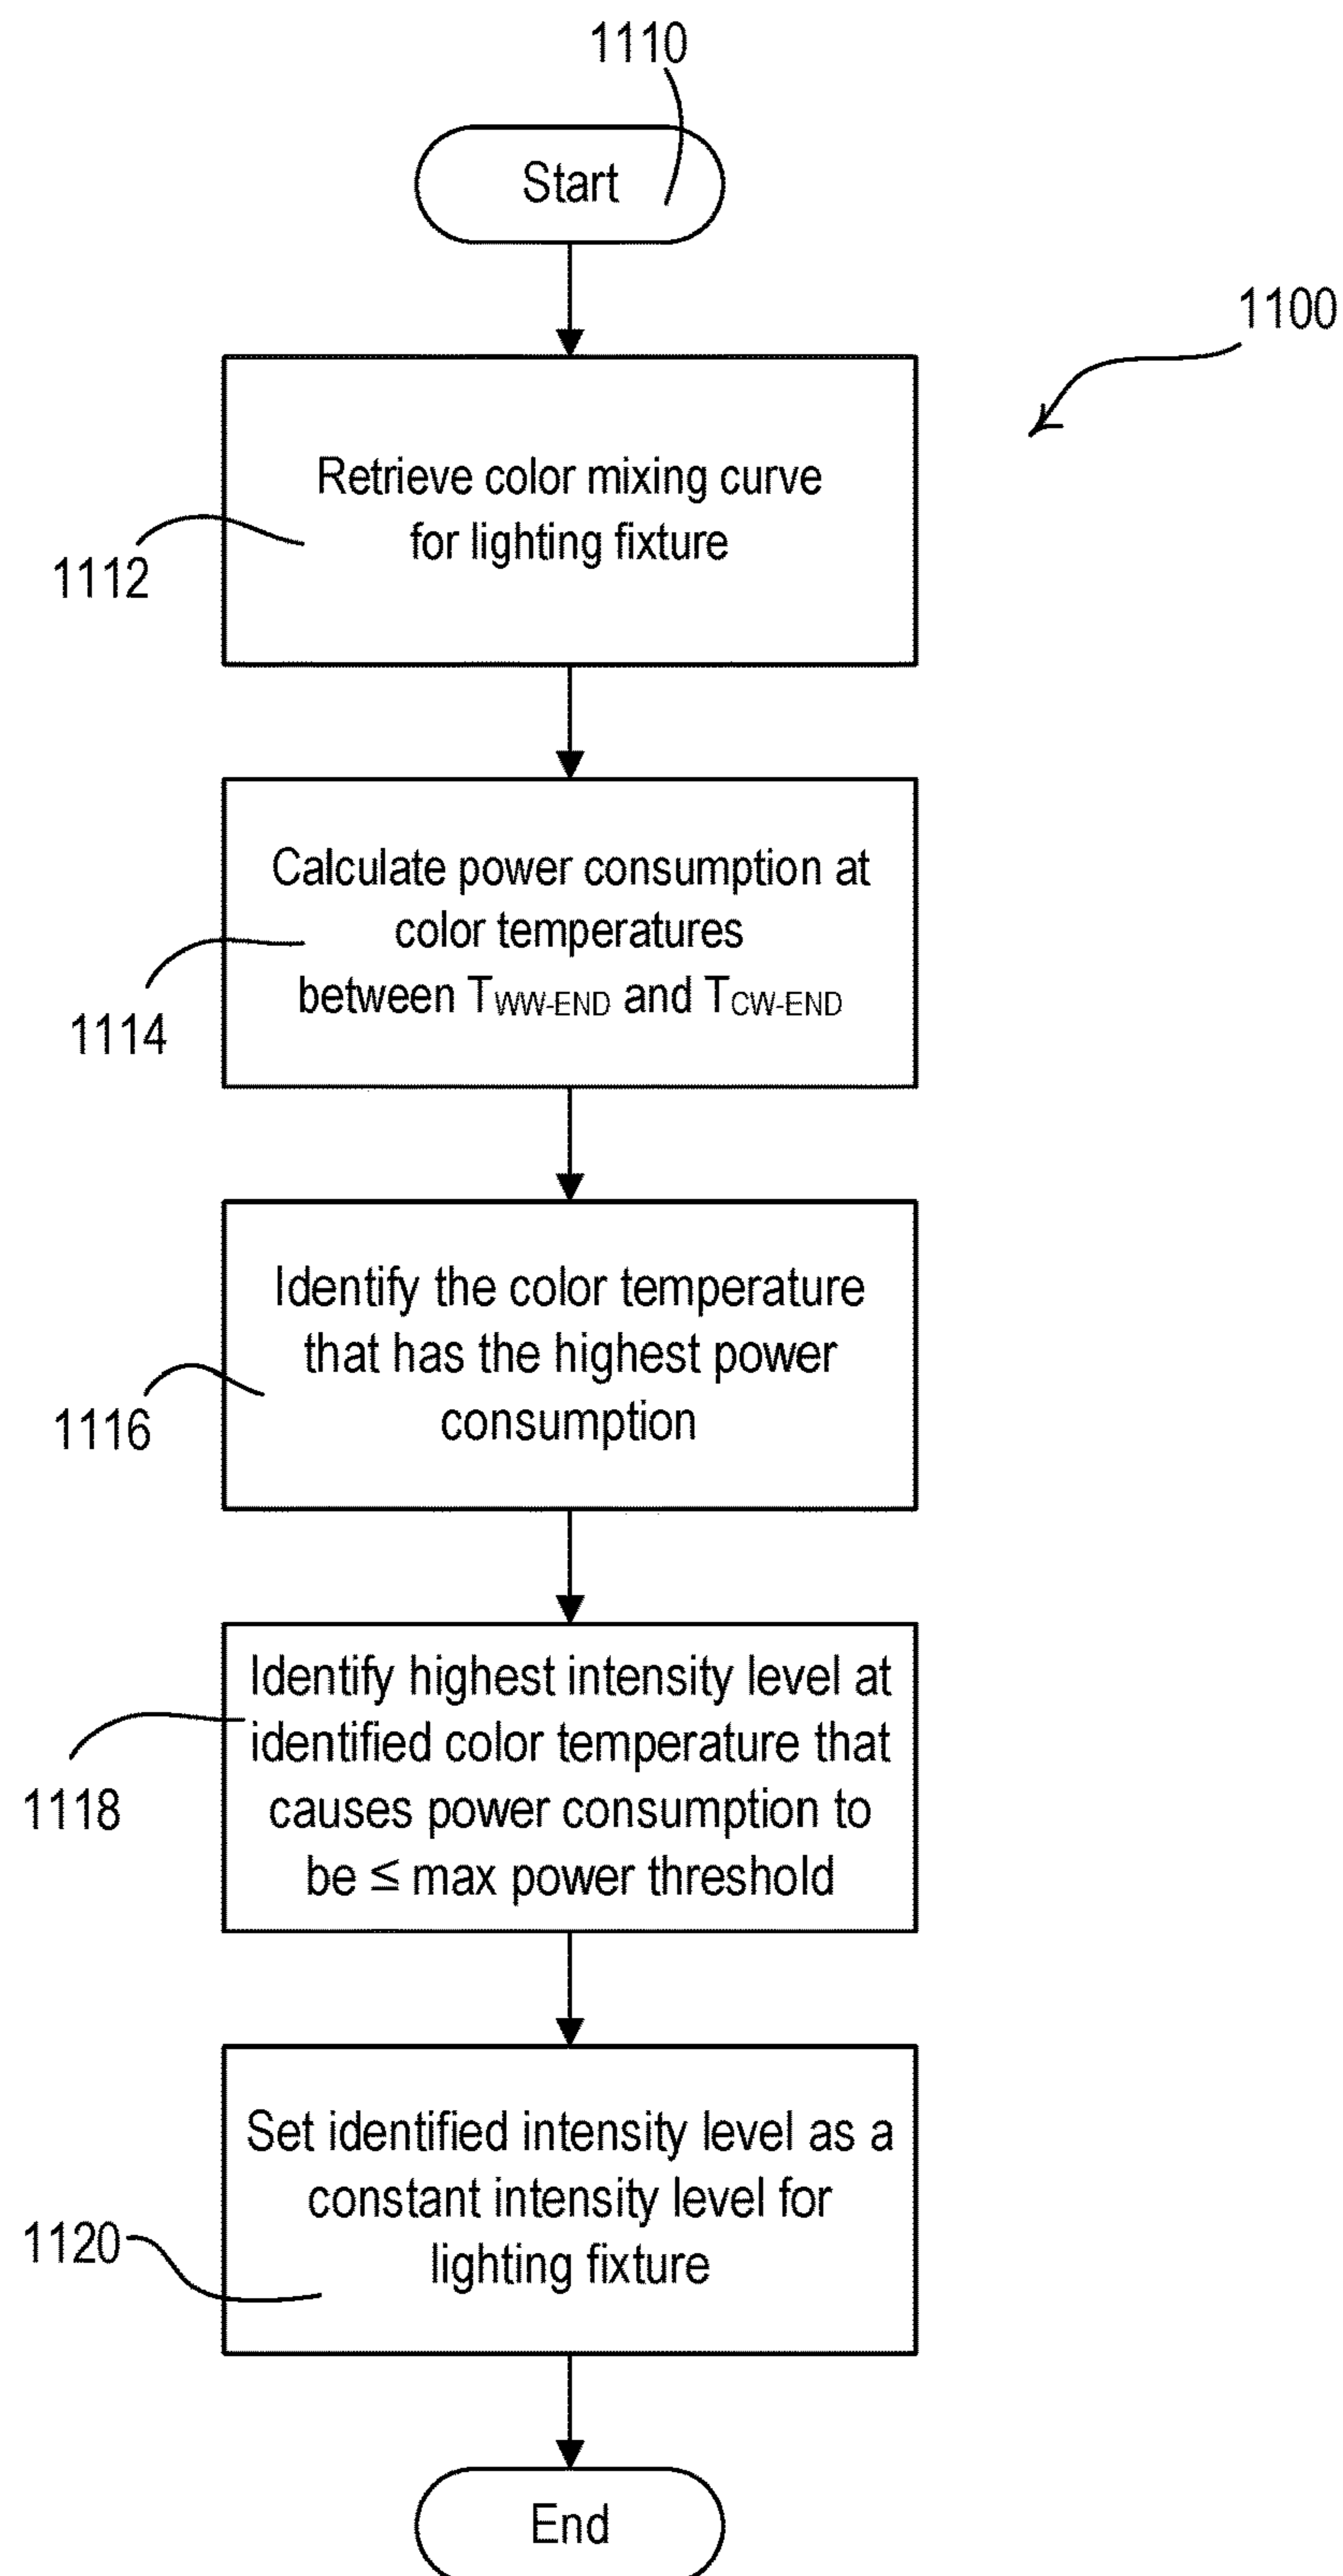 1110
Start
1100
Retrieve color mixing curve
for lighting fixture
1112
Calculate power consumption at
color temperatures
between TWW-END and TCW-END
1114
Identify the color temperature
that has the highest power
consumption
1116
Identify highest intensity level at
identified color temperature that
causes power consumption to
be ≤ max power threshold
1118
Set identified intensity level as a
constant intensity level for
lighting fixture
1120
End